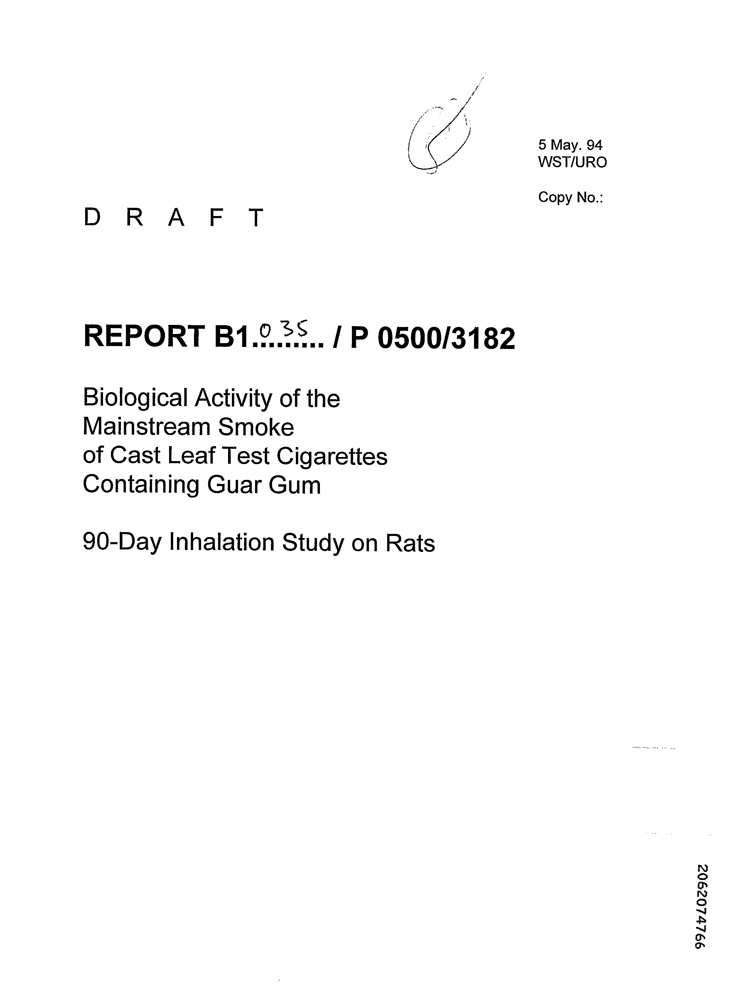 5 May. 94
WST/URO
Copy No.:
D R A F T
REPORT B1.035...... / P 0500/3182
Biological Activity of the
Mainstream Smoke
of Cast Leaf Test Cigarettes
Containing Guar Gum
90-Day Inhalation Study on Rats
2062074766